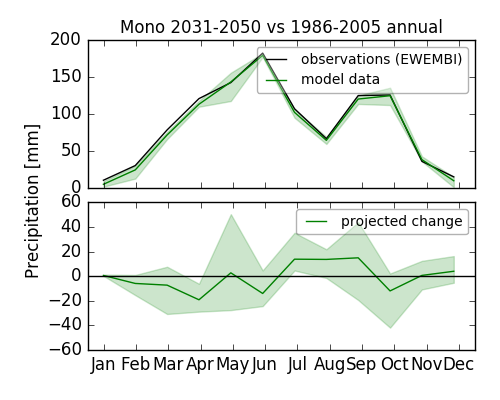 Mono 2031-2050 vs 1986-2005 annual
Precipitation [mm]
200
150
100
50
0
observations (EWEMBI)
model data
60
40
20
0
−20
−40
−60
projected change
Jan Feb Mar Apr May Jun Jul Aug Sep Oct Nov Dec